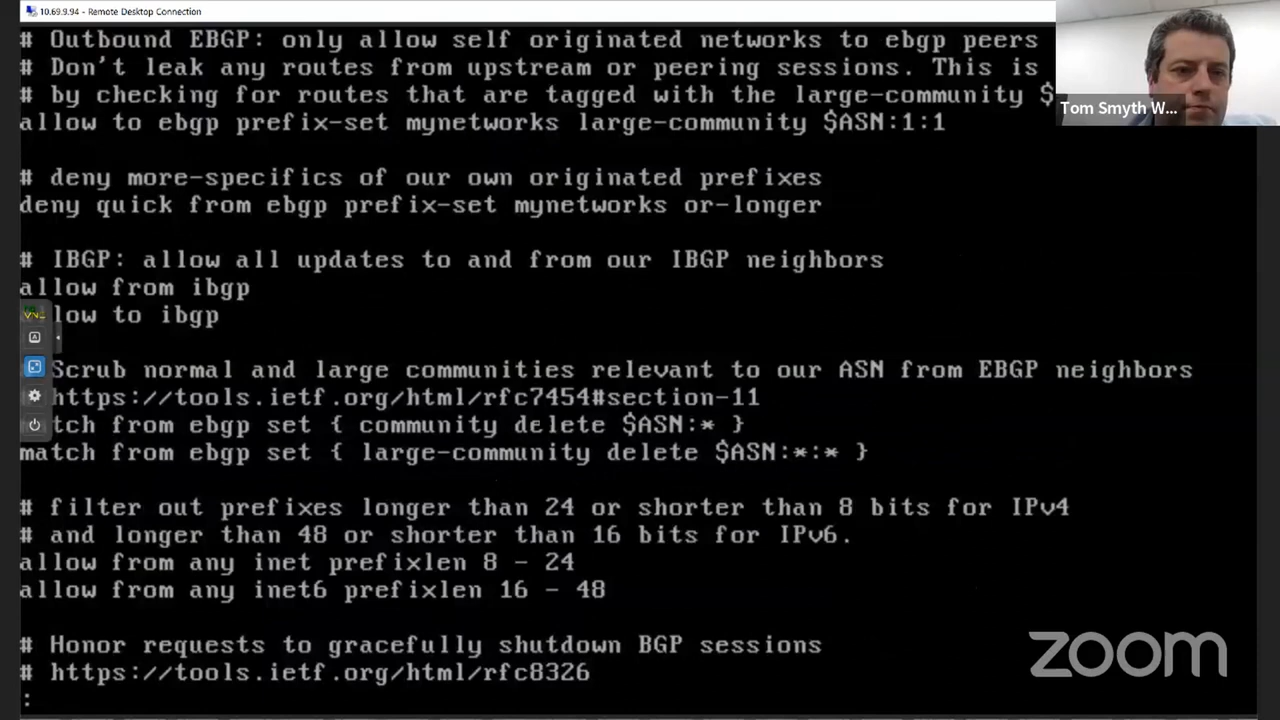 10.69.9.94 - Remote Desktop Connection
# Outbound EBGP: only allow self originated networks to ebgp peers
# Don't leak any routes from upstream or peering sessions. This is
# by checking for routes that are tagged with the large-community $
allow to ebgp prefix-set mynetworks large-community $ASN:1:1
# deny more-specifics of our own originated prefixes
deny quick from ebgp prefix-set mynetworks or-longer
# IBGP: allow all updates to and from our IBGP neighbors
allow from ibgp
low to ibgp
Scrub normal and large communities relevant to our ASN from EBGP neighbors
https://tools.ietf.org/html/rfc7454#section-11
tch from ebgp set { community delete $ASN:* }
match from ebgp set { large-community delete $ASN:*:* }
# filter out prefixes longer than 24 or shorter than 8 bits for IPv4
# and longer than 48 or shorter than 16 bits for IPv6.
allow from any inet prefixlen 8 - 24
allow from any inet6 prefixlen 16 - 48
# Honor requests to gracefully shutdown BGP sessions
# https://tools.ietf.org/html/rfc8326
:
Tom Smyth W...
zoom